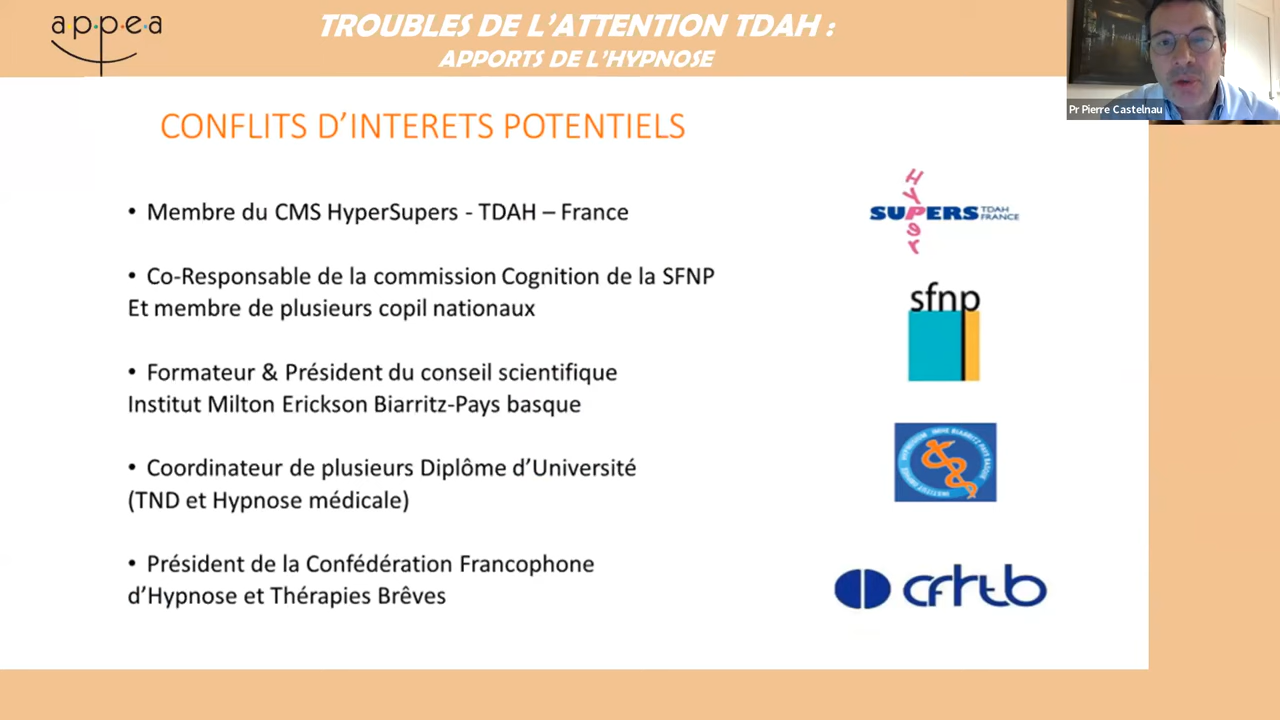 a·p·p·e·a
TROUBLES DE L'ATTENTION TDAH :
APPORTS DE L'HYPNOSE
Pr Pierre Castelnau
CONFLITS D'INTERETS POTENTIELS
• Membre du CMS HyperSupers - TDAH – France
Hyper
SUPERS TDAH
FRANCE
• Co-Responsable de la commission Cognition de la SFNP
Et membre de plusieurs copil nationaux
sfnp
• Formateur & Président du conseil scientifique
Institut Milton Erickson Biarritz-Pays basque
• Coordinateur de plusieurs Diplôme d'Université
(TND et Hypnose médicale)
• Président de la Confédération Francophone
d'Hypnose et Thérapies Brêves
cfhtb